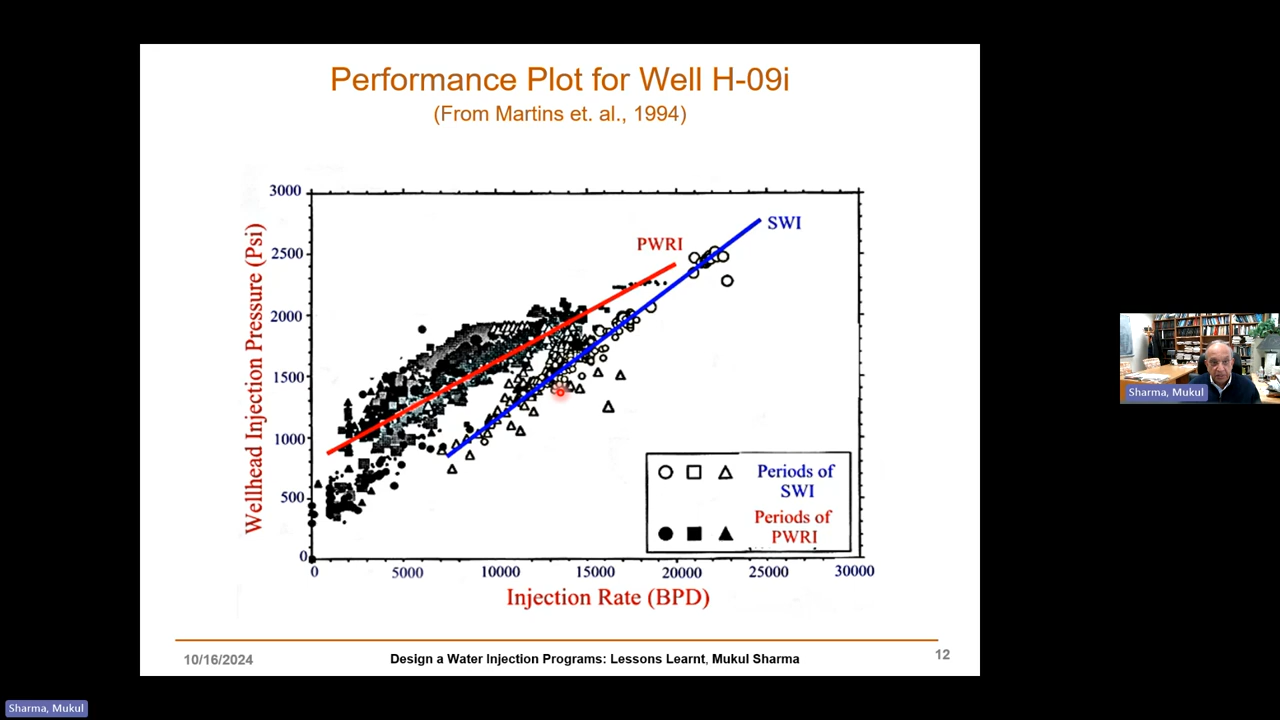 Performance Plot for Well H-09i
(From Martins et. al., 1994)
Wellhead Injection Pressure (Psi)
3000
2500
2000
1500
1000
500
0
PWRI
SWI
Periods of
SWI
Periods of
PWRI
0 5000 10000 15000 20000 25000 30000
Injection Rate (BPD)
10/16/2024
Design a Water Injection Programs: Lessons Learnt, Mukul Sharma
12
Sharma, Mukul
Sharma, Mukul